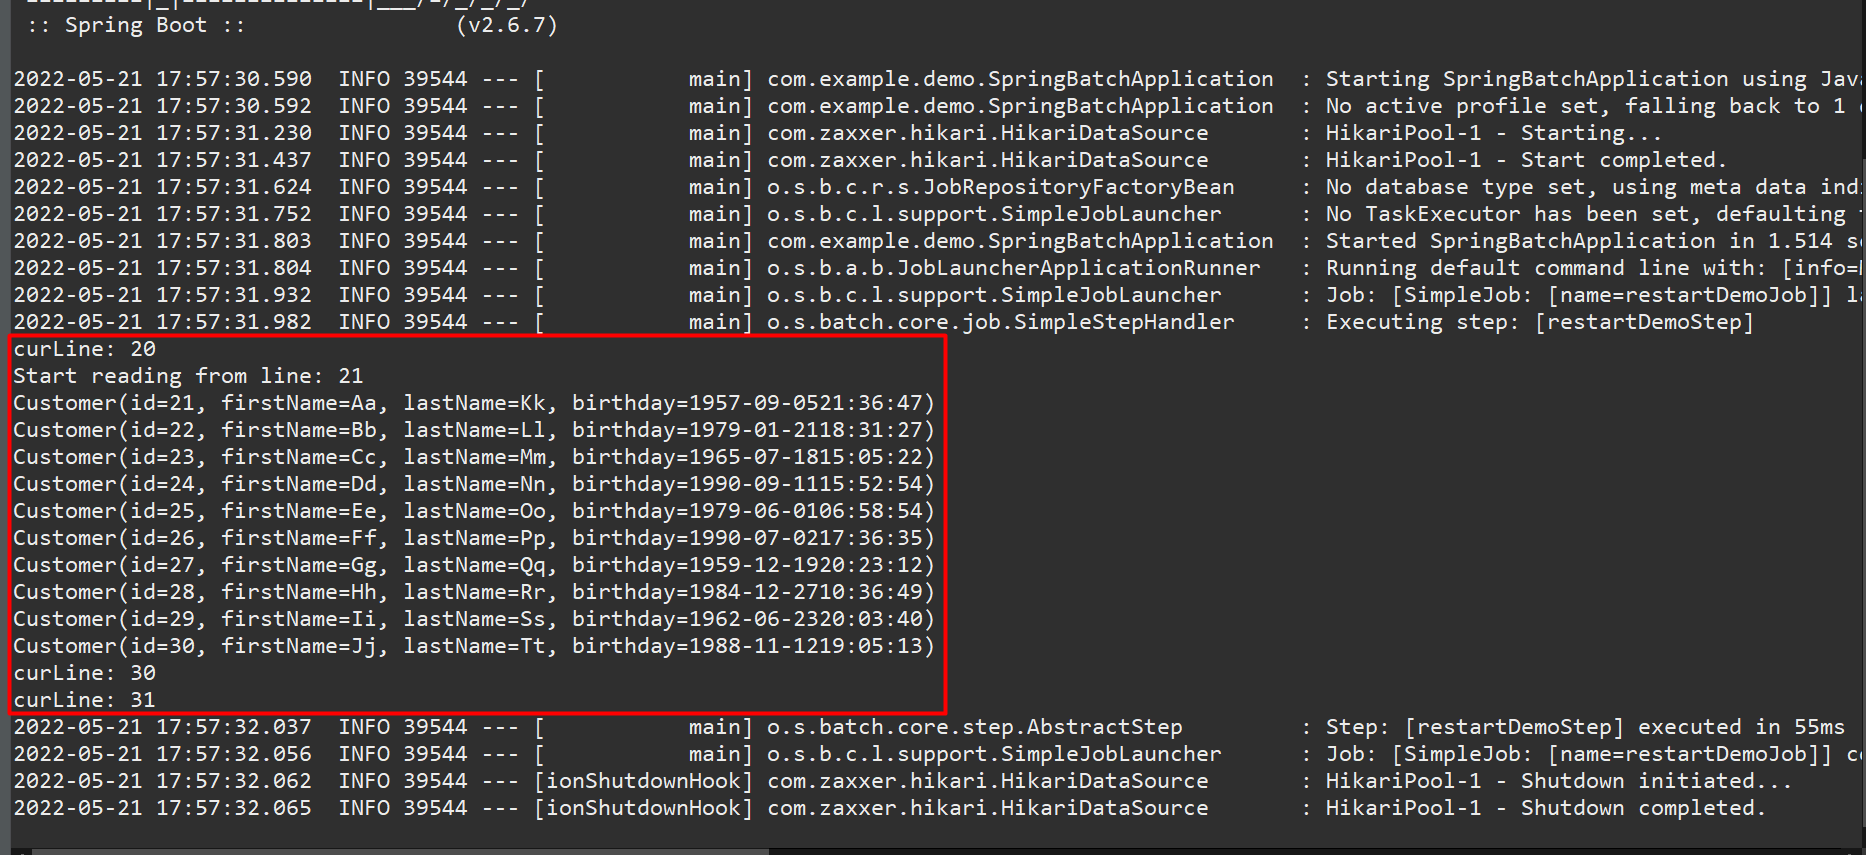 :: Spring Boot ::                (v2.6.7)
2022-05-21 17:57:30.590  INFO 39544 --- [           main] com.example.demo.SpringBatchApplication  : Starting SpringBatchApplication using
2022-05-21 17:57:30.592  INFO 39544 --- [           main] com.example.demo.SpringBatchApplication  : No active profile set, falling back to 1
2022-05-21 17:57:31.230  INFO 39544 --- [           main] com.zaxxer.hikari.HikariDataSource       : HikariPool-1 - Starting...
2022-05-21 17:57:31.437  INFO 39544 --- [           main] com.zaxxer.hikari.HikariDataSource       : HikariPool-1 - Start completed.
2022-05-21 17:57:31.624  INFO 39544 --- [           main] o.s.b.c.r.s.JobRepositoryFactoryBean     : No database type set, using meta data
2022-05-21 17:57:31.752  INFO 39544 --- [           main] o.s.b.c.l.support.SimpleJobLauncher      : No TaskExecutor has been set, defaulting
2022-05-21 17:57:31.803  INFO 39544 --- [           main] com.example.demo.SpringBatchApplication  : Started SpringBatchApplication in 1.514
2022-05-21 17:57:31.804  INFO 39544 --- [           main] o.s.b.a.b.JobLauncherApplicationRunner   : Running default command line with: [info=
2022-05-21 17:57:31.932  INFO 39544 --- [           main] o.s.b.c.l.support.SimpleJobLauncher      : Job: [SimpleJob: [name=restartDemoJob]]
2022-05-21 17:57:31.982  INFO 39544 --- [           main] o.s.batch.core.job.SimpleStepHandler     : Executing step: [restartDemoStep]
curLine: 20
Start reading from line: 21
Customer(id=21, firstName=Aa, lastName=Kk, birthday=1957-09-0521:36:47)
Customer(id=22, firstName=Bb, lastName=Ll, birthday=1979-01-2118:31:27)
Customer(id=23, firstName=Cc, lastName=Mm, birthday=1965-07-1815:05:22)
Customer(id=24, firstName=Dd, lastName=Nn, birthday=1990-09-1115:52:54)
Customer(id=25, firstName=Ee, lastName=Oo, birthday=1979-06-0106:58:54)
Customer(id=26, firstName=Ff, lastName=Pp, birthday=1990-07-0217:36:35)
Customer(id=27, firstName=Gg, lastName=Qq, birthday=1959-12-1920:23:12)
Customer(id=28, firstName=Hh, lastName=Rr, birthday=1984-12-2710:36:49)
Customer(id=29, firstName=Ii, lastName=Ss, birthday=1962-06-2320:03:40)
Customer(id=30, firstName=Jj, lastName=Tt, birthday=1988-11-1219:05:13)
curLine: 30
curLine: 31
2022-05-21 17:57:32.037  INFO 39544 --- [           main] o.s.batch.core.step.AbstractStep         : Step: [restartDemoStep] executed in 55ms
2022-05-21 17:57:32.056  INFO 39544 --- [           main] o.s.b.c.l.support.SimpleJobLauncher      : Job: [SimpleJob: [name=restartDemoJob]]
2022-05-21 17:57:32.062  INFO 39544 --- [ionShutdownHook] com.zaxxer.hikari.HikariDataSource       : HikariPool-1 - Shutdown initiated...
2022-05-21 17:57:32.065  INFO 39544 --- [ionShutdownHook] com.zaxxer.hikari.HikariDataSource       : HikariPool-1 - Shutdown completed.